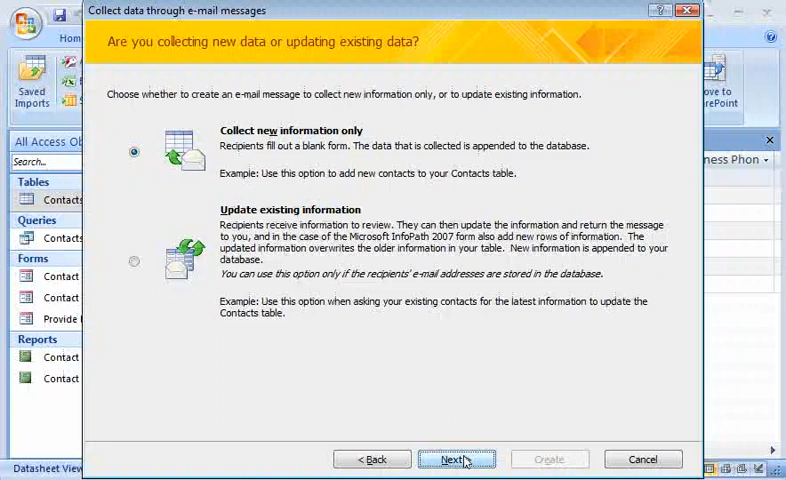 Collect data through e-mail messages
Hom
Are you collecting new data or updating existing data?
Saved
Imports
ove to
rePoint
Choose whether to create an e-mail message to collect new information only, or to update existing information.
Collect new information only
Recipients fill out a blank form. The data that is collected is appended to the database.
Example: Use this option to add new contacts to your Contacts table.
Update existing information
Recipients receive information to review. They can then update the information and return the message
to you, and in the case of the Microsoft InfoPath 2007 form also add new rows of information. The
updated information overwrites the older information in your table. New information is appended to your
database.
You can use this option only if the recipients' e-mail addresses are stored in the database.
Example: Use this option when asking your existing contacts for the latest information to update the
Contacts table.
All Access Ob
Search...
Tables
Contacts
Queries
Contacts
Forms
Contact
Contact
Provide
Reports
Contact
Contact
ness Phon
< Back
Next
Create
Cancel
Datasheet View